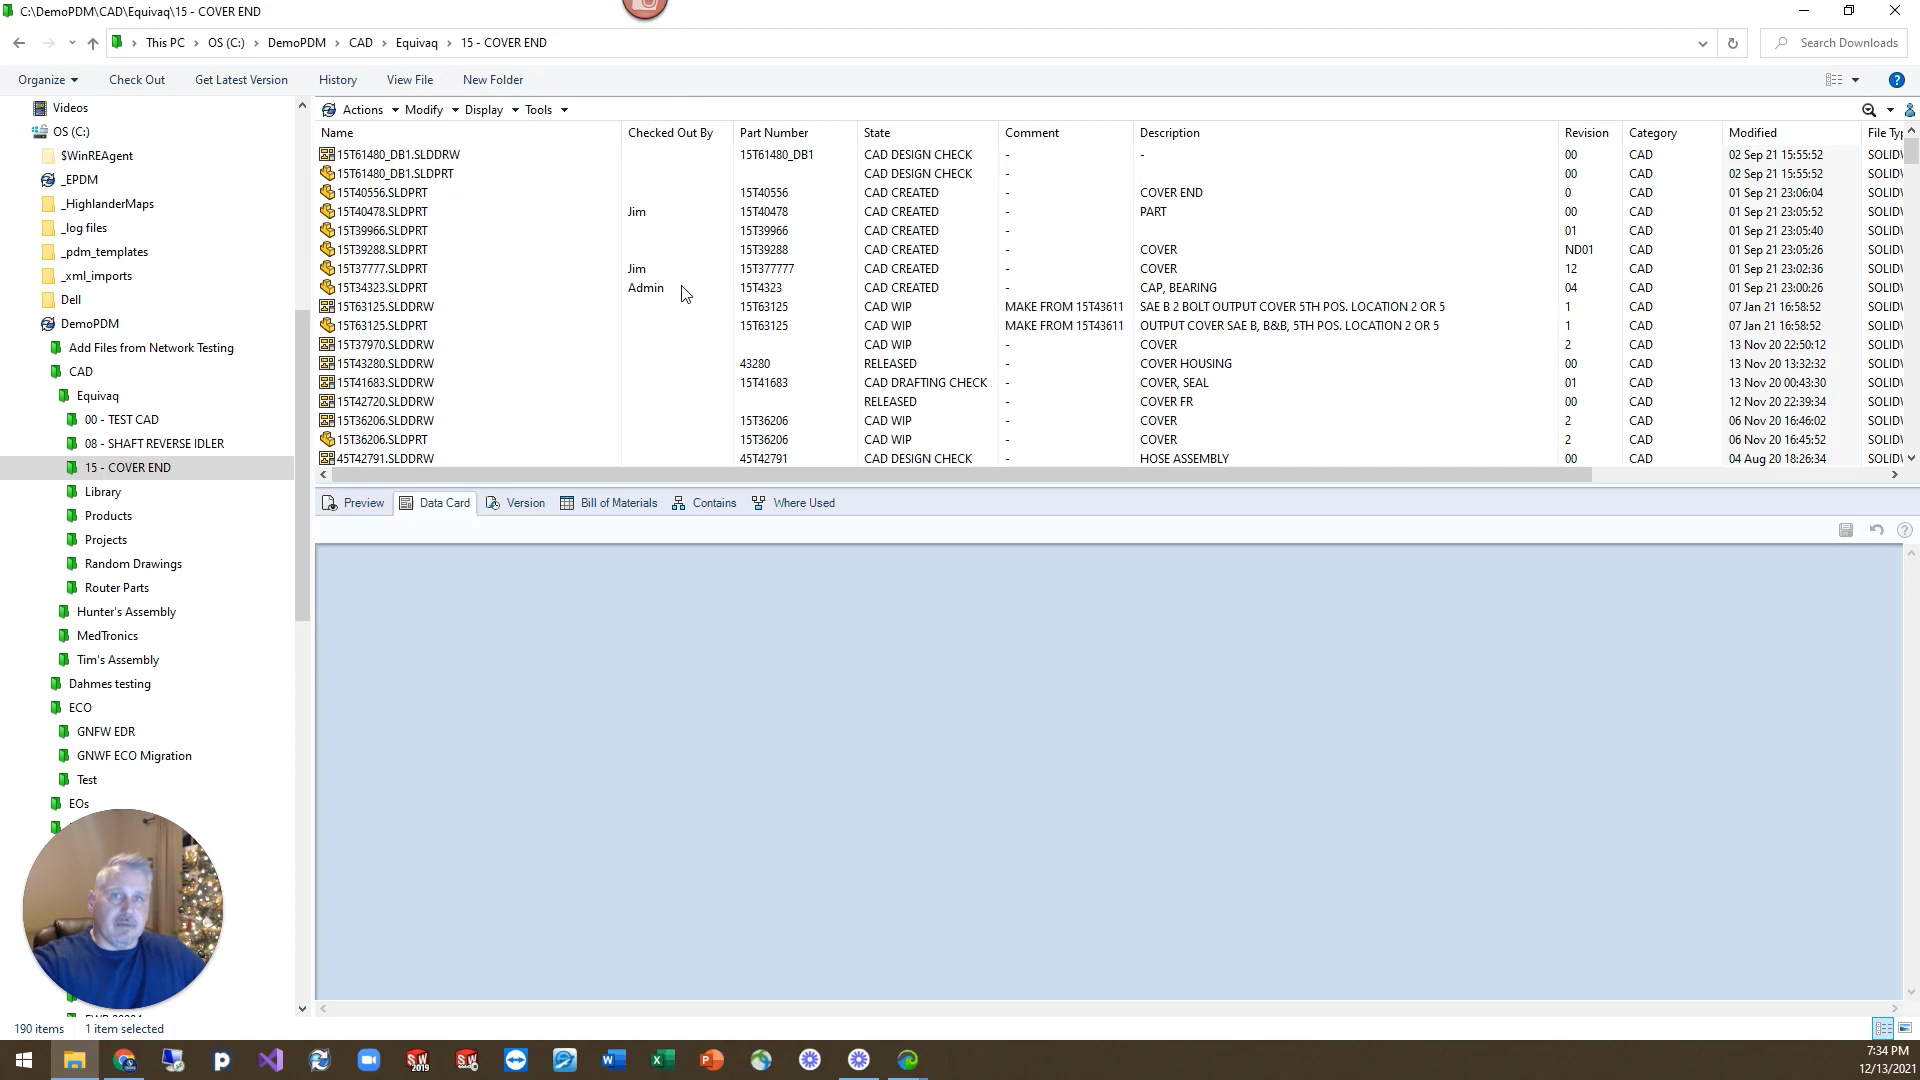 C:\DemoPDM\CAD\Equivaq\15 - COVER END
This PC > OS (C:) > DemoPDM > CAD > Equivaq > 15 - COVER END
Search Downloads
Organize Check Out Get Latest Version History View File New Folder
Videos
OS (C:)
$WinREAgent
_EPDM
_HighlanderMaps
_log files
_pdm_templates
_xml_imports
Dell
DemoPDM
Add Files from Network Testing
CAD
Equivaq
00 - TEST CAD
08 - SHAFT REVERSE IDLER
15 - COVER END
Library
Products
Projects
Random Drawings
Router Parts
Hunter's Assembly
MedTronics
Tim's Assembly
Dahmes testing
ECO
GNFW EDR
GNWF ECO Migration
Test
EOs
Actions Modify Display Tools
Name Checked Out By Part Number State Comment Description Revision Category Modified File Typ
15T61480_DB1.SLDDRW 15T61480_DB1 CAD DESIGN CHECK - - 00 CAD 02 Sep 21 15:55:52 SOLIDW
15T61480_DB1.SLDPRT CAD DESIGN CHECK - 00 CAD 02 Sep 21 15:55:52 SOLIDW
15T40556.SLDPRT 15T40556 CAD CREATED - COVER END 0 CAD 01 Sep 21 23:06:04 SOLIDW
15T40478.SLDPRT Jim 15T40478 CAD CREATED - PART 00 CAD 01 Sep 21 23:05:52 SOLIDW
15T39966.SLDPRT 15T39966 CAD CREATED - 01 CAD 01 Sep 21 23:05:40 SOLIDW
15T39288.SLDPRT 15T39288 CAD CREATED - COVER ND01 CAD 01 Sep 21 23:05:26 SOLIDW
15T37777.SLDPRT Jim 15T377777 CAD CREATED - COVER 12 CAD 01 Sep 21 23:02:36 SOLIDW
15T34323.SLDPRT Admin 15T4323 CAD CREATED - CAP, BEARING 04 CAD 01 Sep 21 23:00:26 SOLIDW
15T63125.SLDDRW 15T63125 CAD WIP MAKE FROM 15T43611 SAE B 2 BOLT OUTPUT COVER 5TH POS. LOCATION 2 OR 5 1 CAD 07 Jan 21 16:58:52 SOLIDW
15T63125.SLDPRT 15T63125 CAD WIP MAKE FROM 15T43611 OUTPUT COVER SAE B, B&B, 5TH POS. LOCATION 2 OR 5 1 CAD 07 Jan 21 16:58:52 SOLIDW
15T37970.SLDDRW CAD WIP - COVER 2 CAD 13 Nov 20 22:50:12 SOLIDW
15T43280.SLDDRW 43280 RELEASED - COVER HOUSING 00 CAD 13 Nov 20 13:32:32 SOLIDW
15T41683.SLDDRW 15T41683 CAD DRAFTING CHECK - COVER, SEAL 01 CAD 13 Nov 20 00:43:30 SOLIDW
15T42720.SLDDRW RELEASED - COVER FR 00 CAD 12 Nov 20 22:39:34 SOLIDW
15T36206.SLDDRW 15T36206 CAD WIP - COVER 2 CAD 06 Nov 20 16:46:02 SOLIDW
15T36206.SLDPRT 15T36206 CAD WIP - COVER 2 CAD 06 Nov 20 16:45:52 SOLIDW
45T42791.SLDDRW 45T42791 CAD DESIGN CHECK - HOSE ASSEMBLY 00 CAD 04 Aug 20 18:26:34 SOLIDW
Preview Data Card Version Bill of Materials Contains Where Used
190 items 1 item selected
7:34 PM
12/13/2021